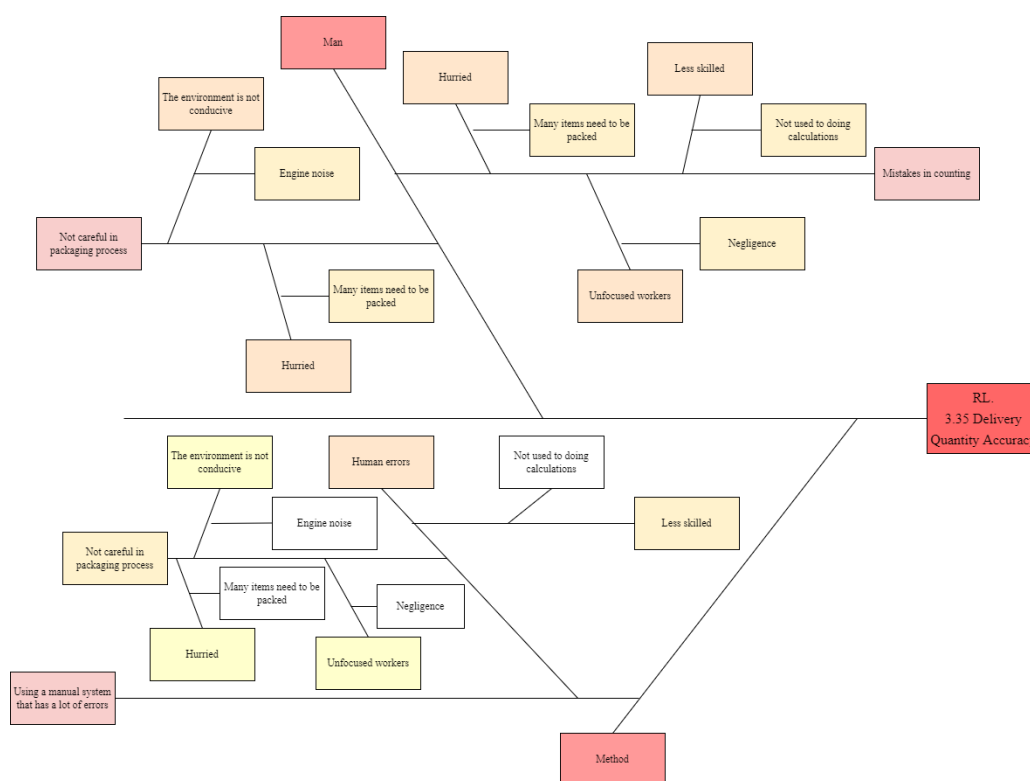 Man
Hurried
Less skilled
The environment is not
conducive
Many items need to be
packed
Not used to doing
calculations
Engine noise
Mistakes in counting
Not careful in
packaging process
Negligence
Many items need to be
packed
Unfocused workers
Hurried
RL.
3.35 Delivery
Quantity Accurac
The environment is not
conducive
Human errors
Not used to doing
calculations
Engine noise
Less skilled
Not careful in
packaging process
Many items need to be
packed
Negligence
Hurried
Unfocused workers
Using a manual system
that has a lot of errors
Method